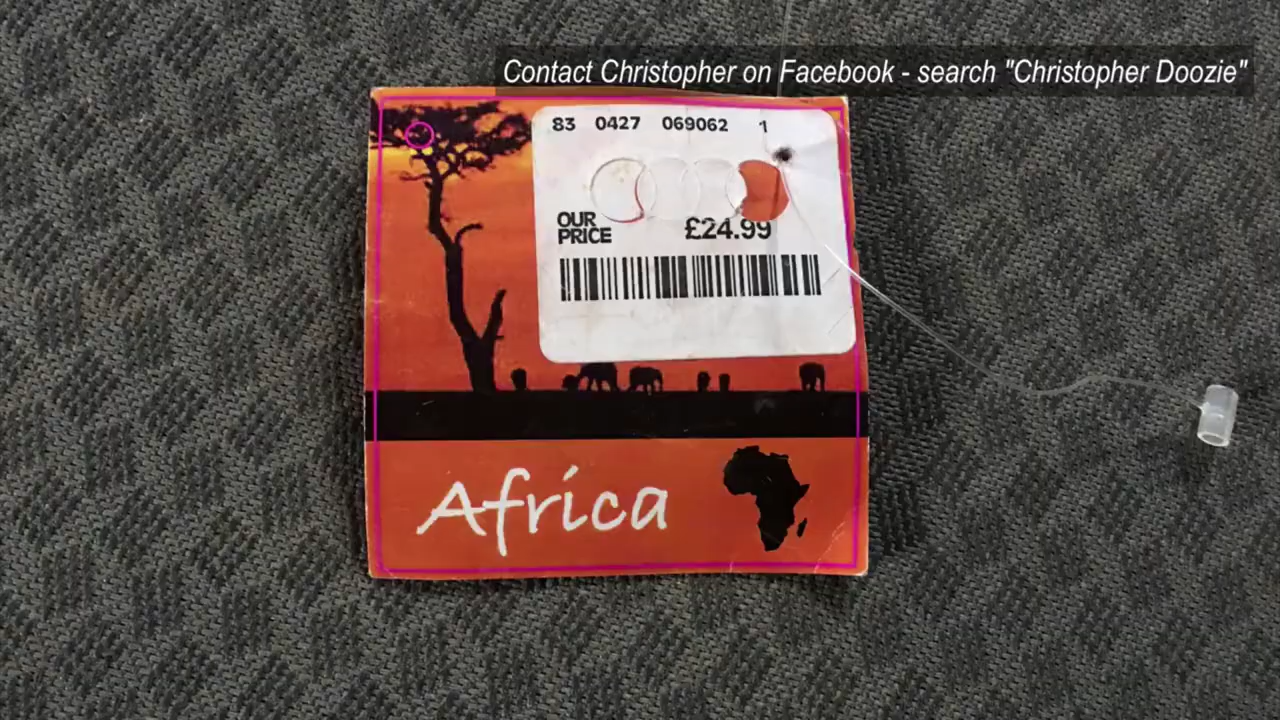 Contact Christopher on Facebook - search "Christopher Doozie"
83 0427 069062 1
OUR
PRICE £24.99
Africa